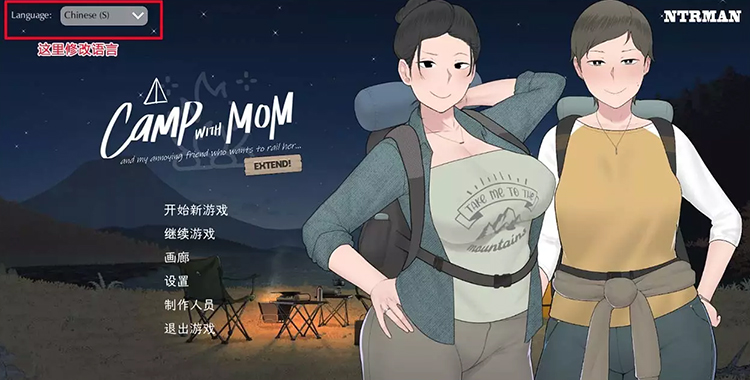 Language: Chinese (S)
这里修改语言
NTRMAN
CAMP WITH MOM
and my annoying friend who wants to rail her...
EXTEND!
开始新游戏
继续游戏
画廊
设置
制作人员
退出游戏
TAKE ME TO THE
mountains